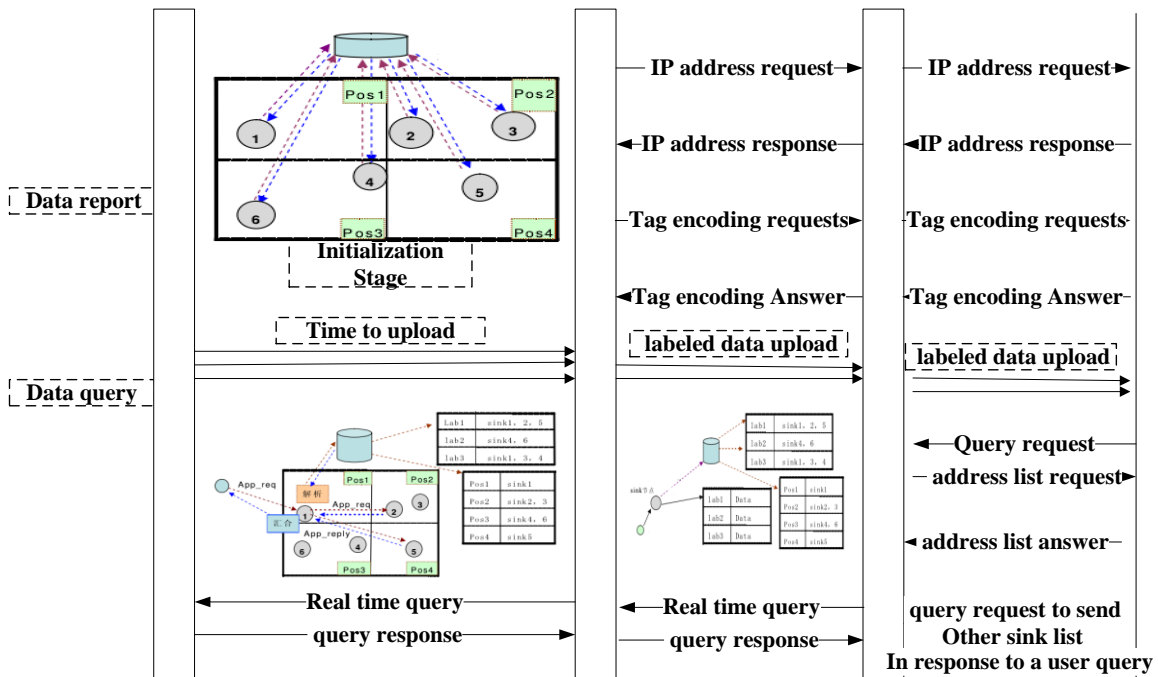 IP address request
IP address request
Pos1
Pos2
1
2
3
IP address response
IP address response
4
5
6
Data report
Tag encoding requests
Tag encoding requests
Pos3
Pos4
Initialization
Stage
Tag encoding Answer
Tag encoding Answer
Time to upload
labeled data upload
labeled data upload
Data query
Lab1 sink1, 2, 5
lab2 sink4, 6
lab3 sink1, 3, 4
Pos1 sink1
Pos2 sink2, 3
Pos3 sink4, 6
Pos4 sink5
Pos1
Pos2
App_req
解析
App_req
1
2
3
汇合
App_reply
6
4
5
Pos3
Pos4
Lab1 sink1, 2, 5
lab2 sink4, 6
lab3 sink1, 3, 4
sink节点
lab1 Data
lab2 Data
lab3 Data
Pos1 sink1
Pos2 sink2, 3
Pos3 sink4, 6
Pos4 sink5
Query request
address list request
address list answer
Real time query
Real time query
query request to send
query response
query response
Other sink list
In response to a user query